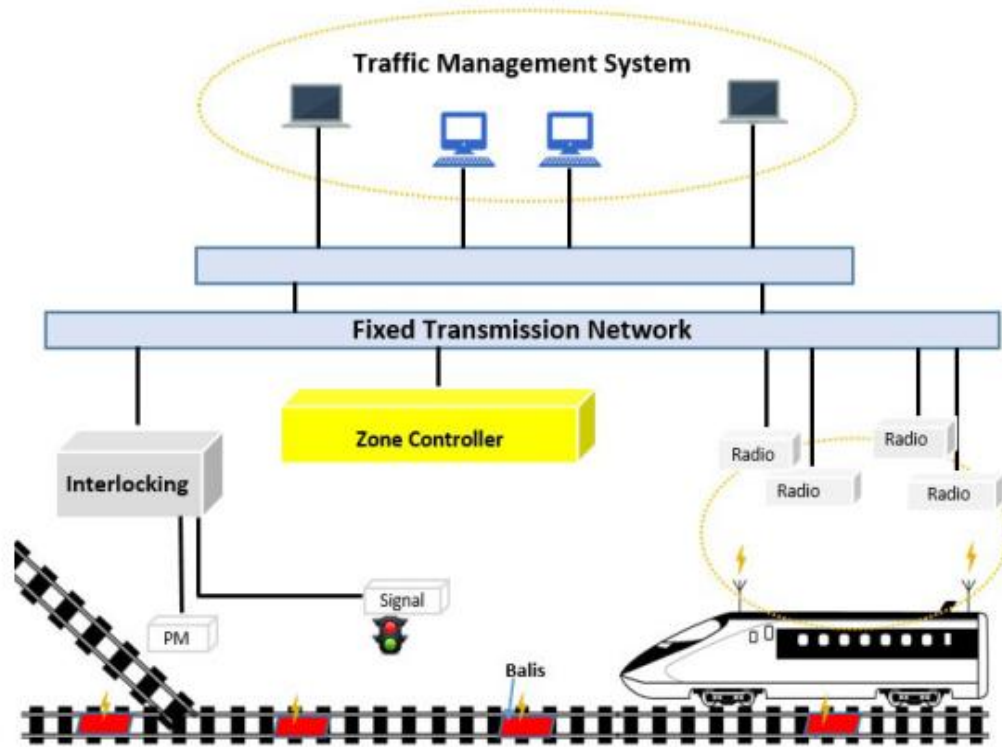 Traffic Management System
Fixed Transmission Network
Zone Controller
Interlocking
Radio
Radio
Radio
Radio
Signal
PM
Balis